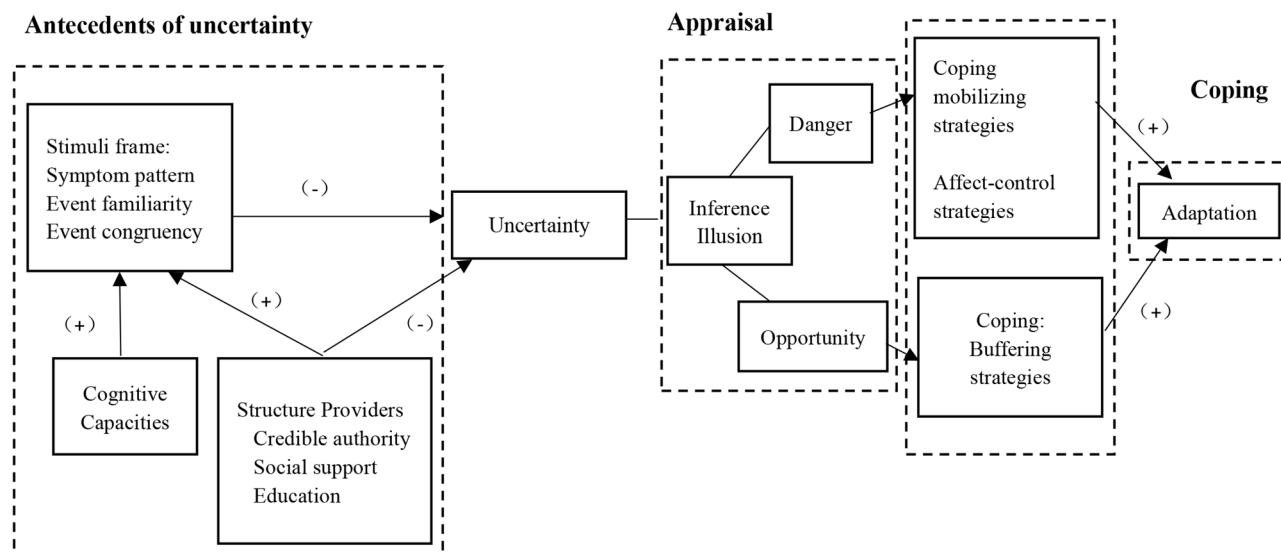 Antecedents of uncertainty
Stimuli frame:
Symptom pattern
Event familiarity
Event congruency
(-)
(+)
(+)
(-)
Cognitive
Capacities
Structure Providers
Credible authority
Social support
Education
Uncertainty
Appraisal
Danger
Inference
Illusion
Opportunity
Coping
mobilizing
strategies
Affect-control
strategies
Coping:
Buffering
strategies
(+)
(+)
Coping
Adaptation